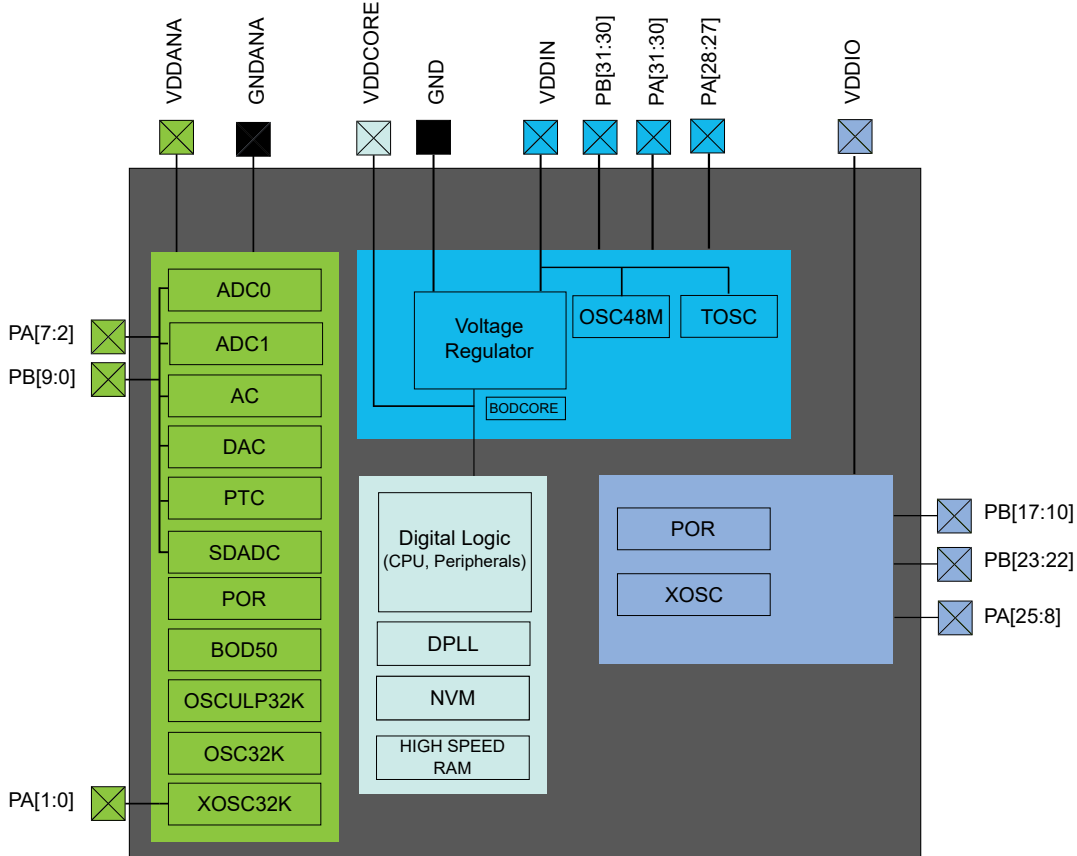 VDDANA
GNDANA
VDDCORE
GND
VDDIN
PB[31:30]
PA[31:30]
PA[28:27]
VDDIO
PA[7:2]
PB[9:0]
PA[1:0]
ADC0
ADC1
AC
DAC
PTC
SDADC
POR
BOD50
OSCULP32K
OSC32K
XOSC32K
Voltage
Regulator
OSC48M
TOSC
BODCORE
Digital Logic
(CPU, Peripherals)
DPLL
NVM
HIGH SPEED
RAM
POR
XOSC
PB[17:10]
PB[23:22]
PA[25:8]